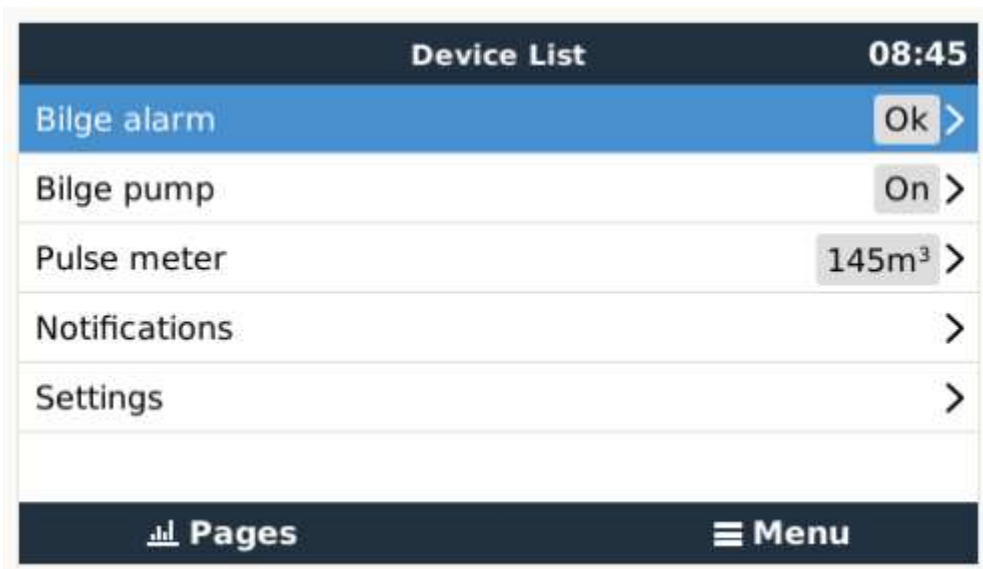 Device List 08:45
Bilge alarm Ok
Bilge pump On
Pulse meter 145m³
Notifications
Settings
Pages Menu